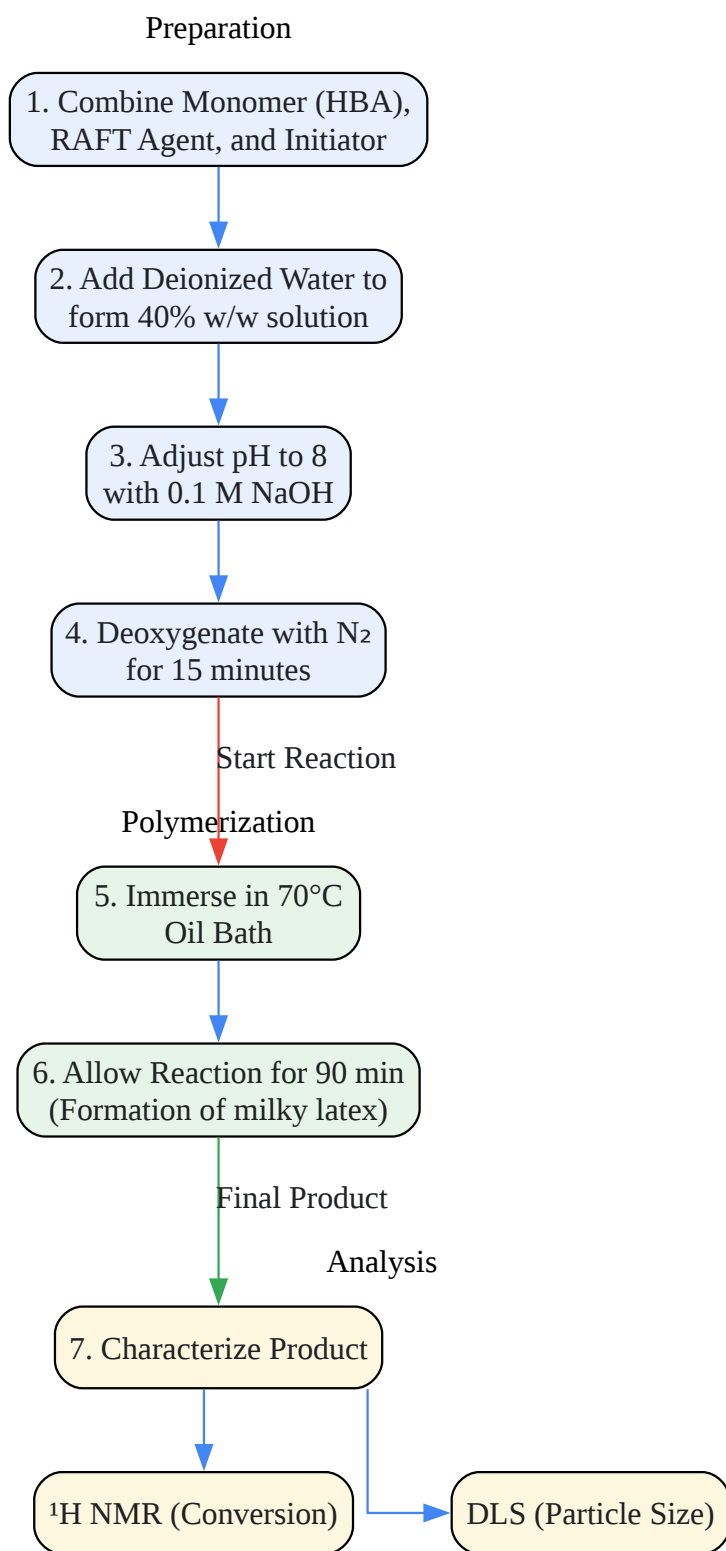 Preparation
1. Combine Monomer (HBA),
RAFT Agent, and Initiator
2. Add Deionized Water to
form 40% w/w solution
3. Adjust pH to 8
with 0.1 M NaOH
4. Deoxygenate with N₂
for 15 minutes
Start Reaction
Polymerization
5. Immerse in 70°C
Oil Bath
6. Allow Reaction for 90 min
(Formation of milky latex)
Final Product
Analysis
7. Characterize Product
¹H NMR (Conversion)
DLS (Particle Size)